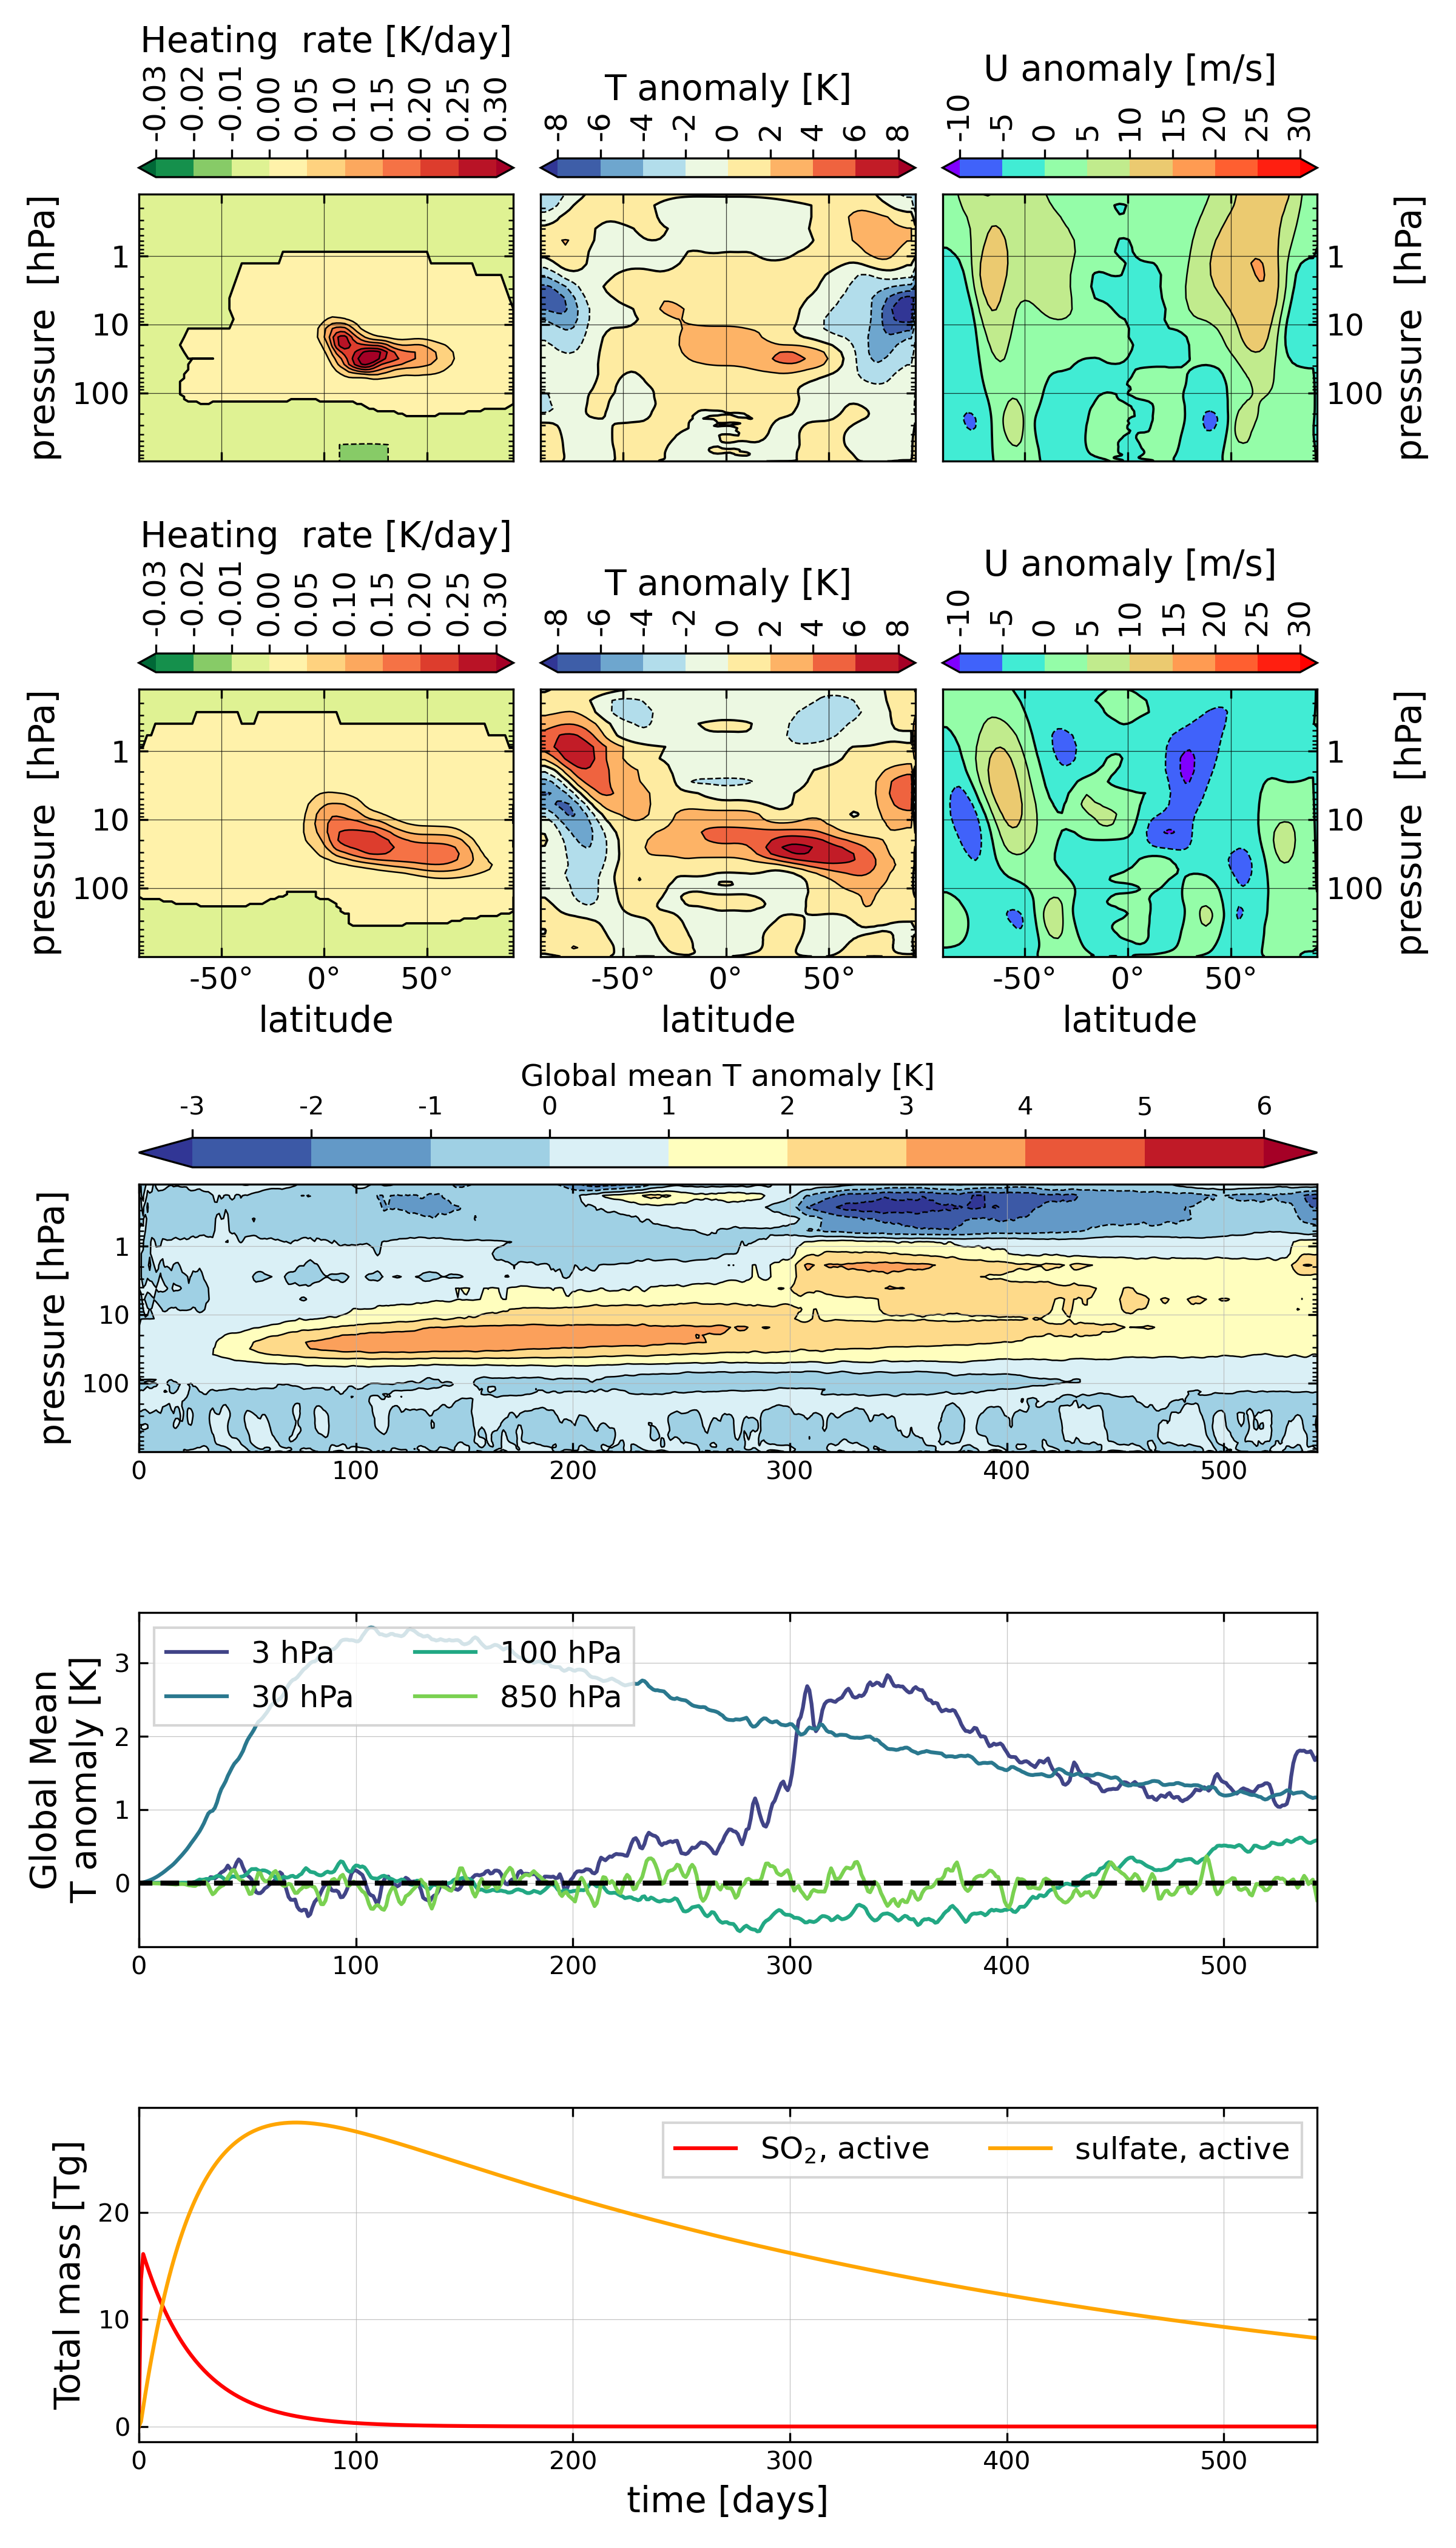 Heating  rate [K/day]
T anomaly [K]
U anomaly [m/s]
-0.03 -0.02 -0.01 0.00 0.05 0.10 0.15 0.20 0.25 0.30
-8 -6 -4 -2 0 2 4 6 8
-10 -5 0 5 10 15 20 25 30
pressure  [hPa]
1
10
100
1
10
100
pressure  [hPa]
Heating  rate [K/day]
T anomaly [K]
U anomaly [m/s]
-0.03 -0.02 -0.01 0.00 0.05 0.10 0.15 0.20 0.25 0.30
-8 -6 -4 -2 0 2 4 6 8
-10 -5 0 5 10 15 20 25 30
pressure  [hPa]
1
10
100
1
10
100
pressure  [hPa]
-50° 0° 50°
-50° 0° 50°
-50° 0° 50°
latitude
latitude
latitude
Global mean T anomaly [K]
-3 -2 -1 0 1 2 3 4 5 6
pressure [hPa]
1
10
100
0 100 200 300 400 500
Global Mean
T anomaly [K]
3
2
1
0
3 hPa
30 hPa
100 hPa
850 hPa
0 100 200 300 400 500
Total mass [Tg]
20
10
0
SO₂, active
sulfate, active
0 100 200 300 400 500
time [days]